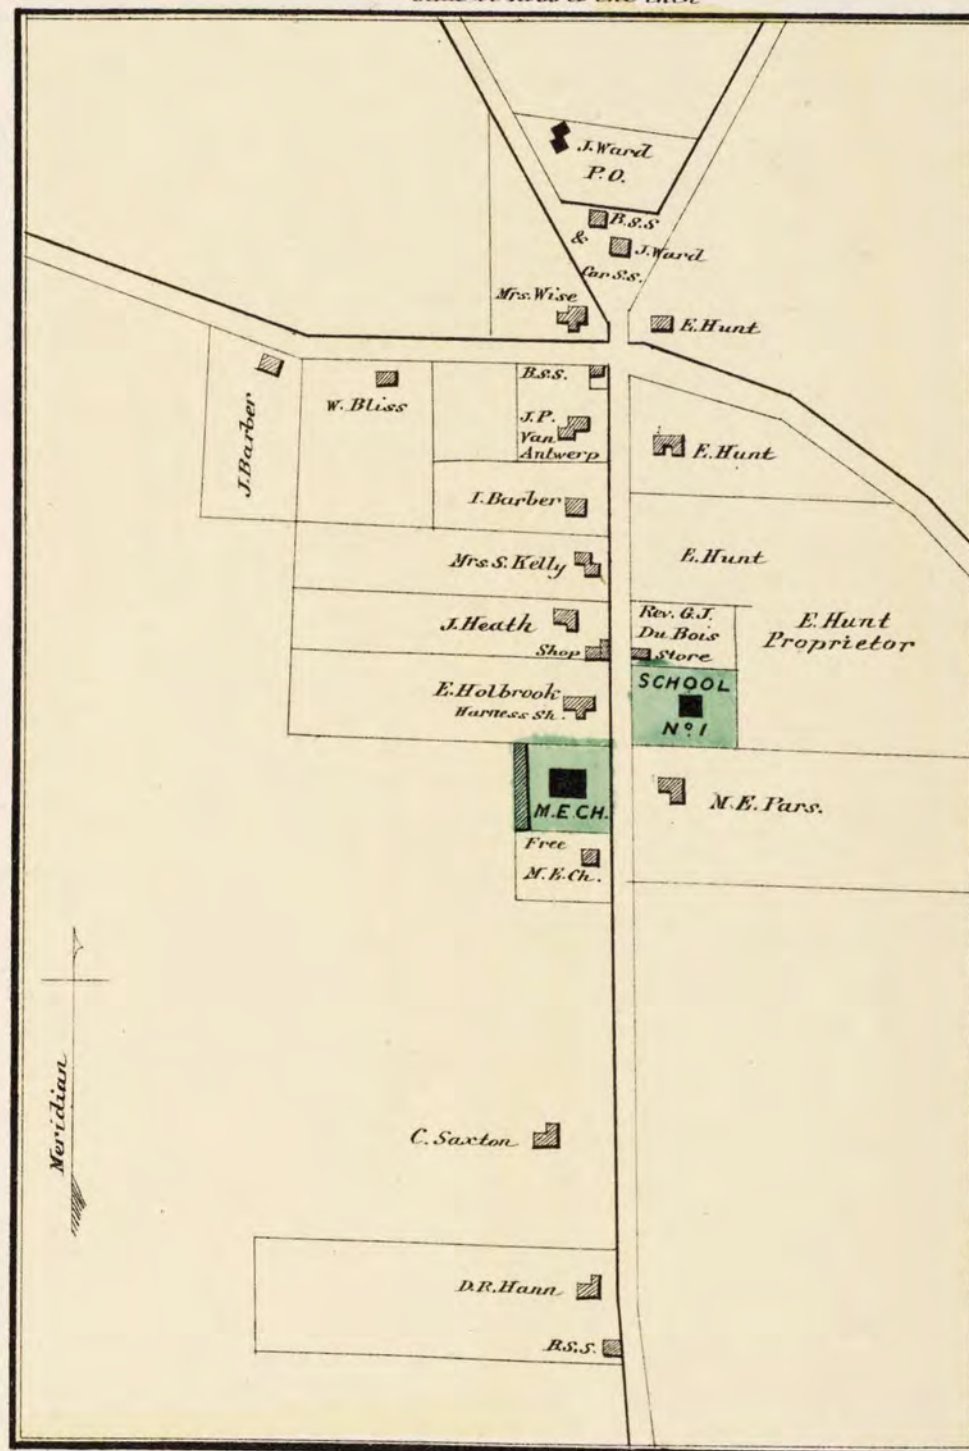 J. Ward
P.O.
B.S.S
&
J. Ward
Car S.s.
Mrs. Wise
E. Hunt
B.S.S.
W. Bliss
J. Barber
J.P.
Van
Antwerp
E. Hunt
I. Barber
Mrs. S. Kelly
E. Hunt
J. Heath
Shop
Rev. G.J.
Du Bois
Store
E. Hunt
Proprietor
E. Holbrook
Harness Sh.
SCHOOL
No. 1
M.E.CH.
M.E. Pars.
Free
M.E. Ch.
Meridian
C. Saxton
D.R. Hann
B.S.S.